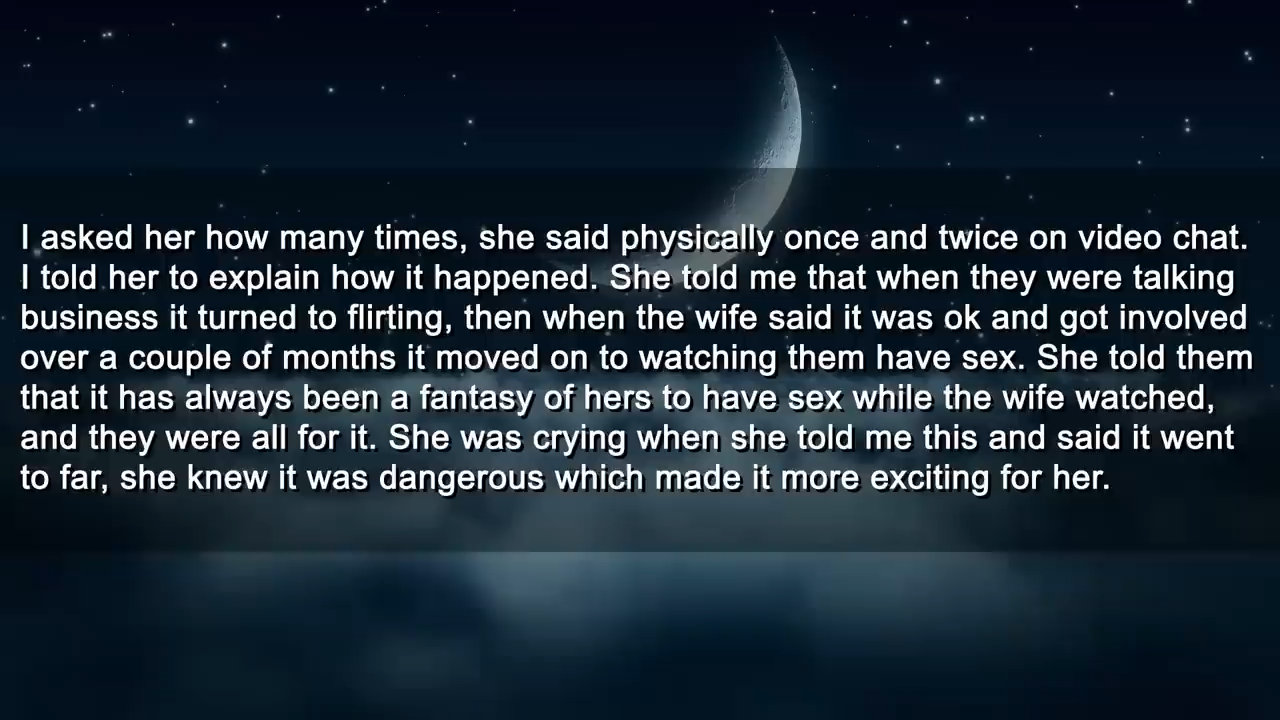 I asked her how many times, she said physically once and twice on video chat.
I told her to explain how it happened. She told me that when they were talking
business it turned to flirting, then when the wife said it was ok and got involved
over a couple of months it moved on to watching them have sex. She told them
that it has always been a fantasy of hers to have sex while the wife watched,
and they were all for it. She was crying when she told me this and said it went
to far, she knew it was dangerous which made it more exciting for her.